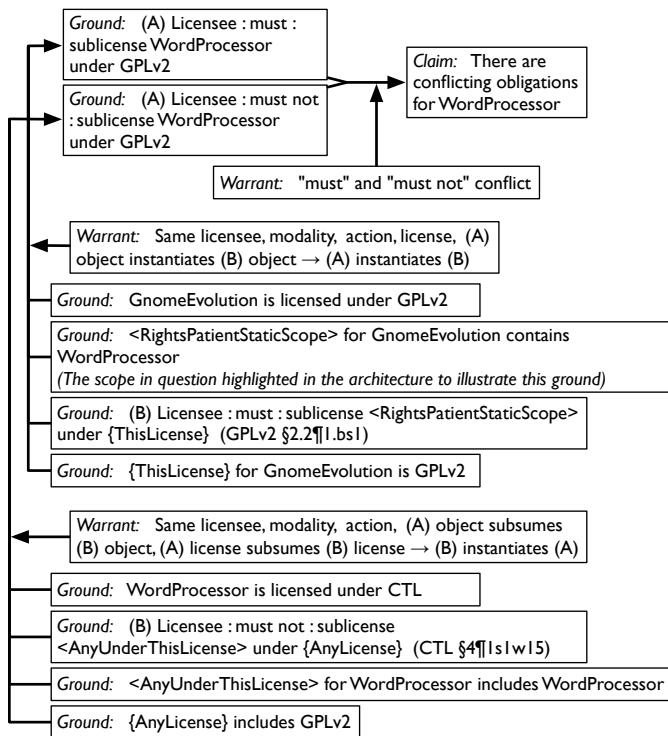 Ground: (A) Licensee : must :
sublicense WordProcessor
under GPLv2
Ground: (A) Licensee : must not
: sublicense WordProcessor
under GPLv2
Claim: There are
conflicting obligations
for WordProcessor
Warrant: "must" and "must not" conflict
Warrant: Same licensee, modality, action, license, (A)
object instantiates (B) object → (A) instantiates (B)
Ground: GnomeEvolution is licensed under GPLv2
Ground: <RightsPatientStaticScope> for GnomeEvolution contains
WordProcessor
(The scope in question highlighted in the architecture to illustrate this ground)
Ground: (B) Licensee : must : sublicense <RightsPatientStaticScope>
under {ThisLicense} (GPLv2 §2.2¶1.bs1)
Ground: {ThisLicense} for GnomeEvolution is GPLv2
Warrant: Same licensee, modality, action, (A) object subsumes
(B) object, (A) license subsumes (B) license → (B) instantiates (A)
Ground: WordProcessor is licensed under CTL
Ground: (B) Licensee : must not : sublicense
<AnyUnderThisLicense> under {AnyLicense} (CTL §4¶1s1w15)
Ground: <AnyUnderThisLicense> for WordProcessor includes WordProcessor
Ground: {AnyLicense} includes GPLv2